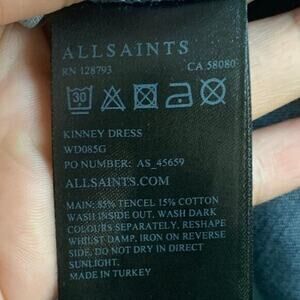 ALLSAINTS
RN 128793 CA 58080
30
KINNEY DRESS
WD085G
PO NUMBER: AS_45659
ALLSAINTS.COM
MAIN: 85% TENCEL 15% COTTON
WASH INSIDE OUT, WASH DARK
COLOURS SEPARATELY. RESHAPE
WHILST DAMP, IRON ON REVERSE
SIDE, DO NOT DRY IN DIRECT
SUNLIGHT.
MADE IN TURKEY